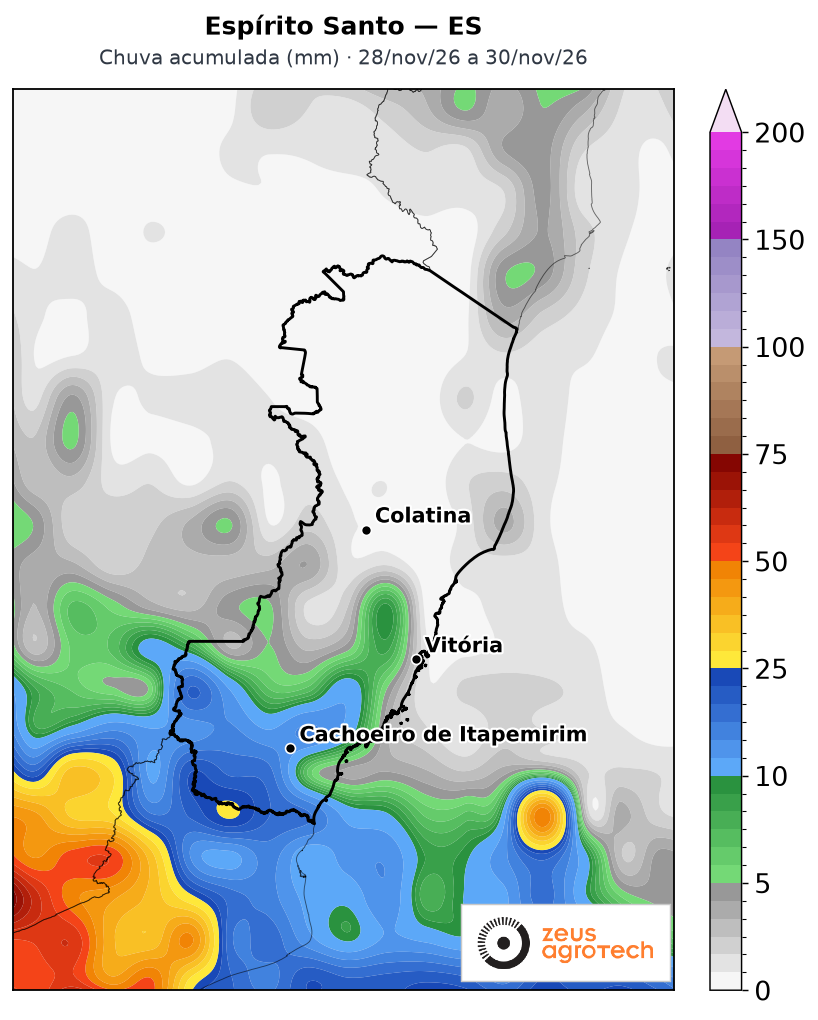 Espírito Santo — ES
Chuva acumulada (mm) · 28/nov/26 a 30/nov/26
200
150
100
75
50
25
10
5
0
Colatina
Vitória
Cachoeiro de Itapemirim
zeus
agrotech